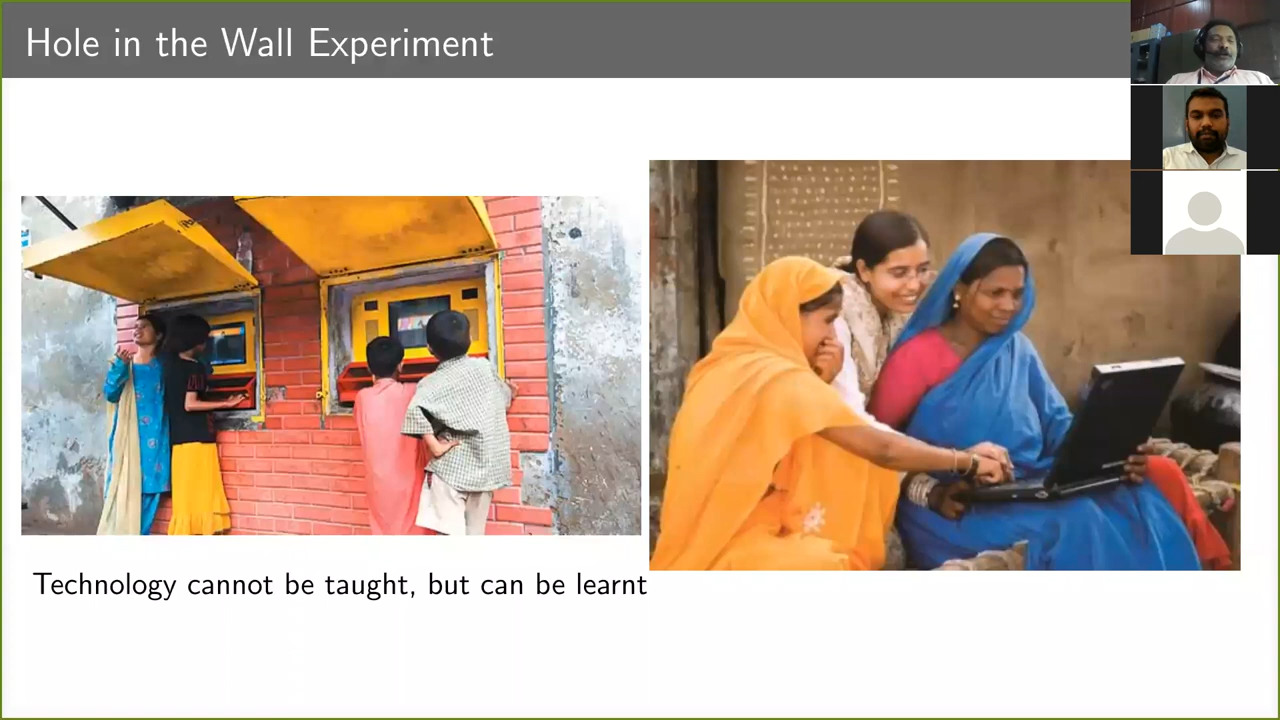 Hole in the Wall Experiment
Technology cannot be taught, but can be learnt